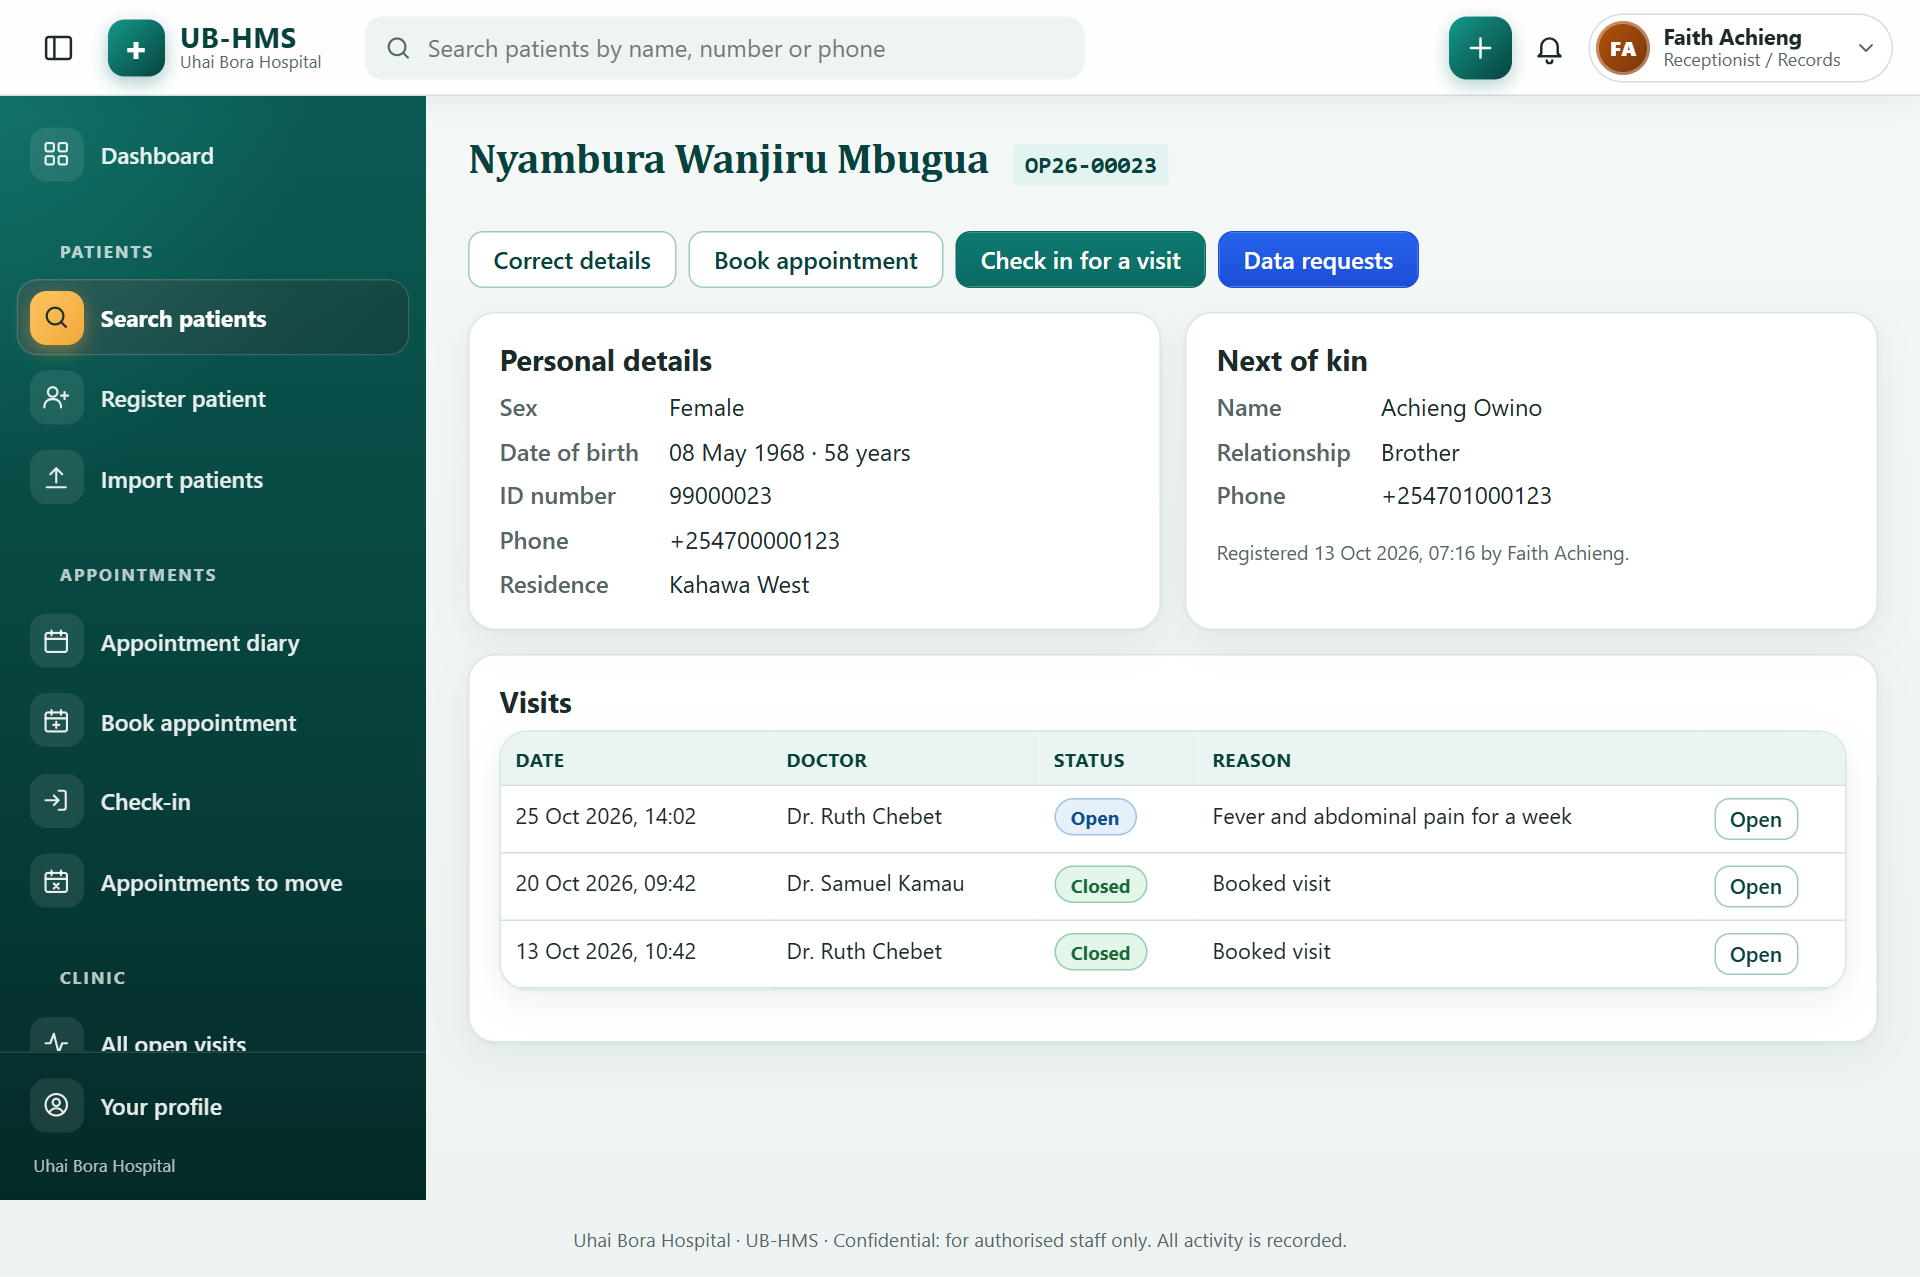 UB-HMS
Uhai Bora Hospital
Search patients by name, number or phone
FA
Faith Achieng
Receptionist / Records
Dashboard
PATIENTS
Search patients
Register patient
Import patients
APPOINTMENTS
Appointment diary
Book appointment
Check-in
Appointments to move
CLINIC
All open visits
Your profile
Uhai Bora Hospital
Nyambura Wanjiru Mbugua OP26-00023
Correct details Book appointment Check in for a visit Data requests
Personal details
Sex Female
Date of birth 08 May 1968 · 58 years
ID number 99000023
Phone +254700000123
Residence Kahawa West
Next of kin
Name Achieng Owino
Relationship Brother
Phone +254701000123
Registered 13 Oct 2026, 07:16 by Faith Achieng.
Visits
DATE DOCTOR STATUS REASON
25 Oct 2026, 14:02 Dr. Ruth Chebet Open Fever and abdominal pain for a week Open
20 Oct 2026, 09:42 Dr. Samuel Kamau Closed Booked visit Open
13 Oct 2026, 10:42 Dr. Ruth Chebet Closed Booked visit Open
Uhai Bora Hospital · UB-HMS · Confidential: for authorised staff only. All activity is recorded.